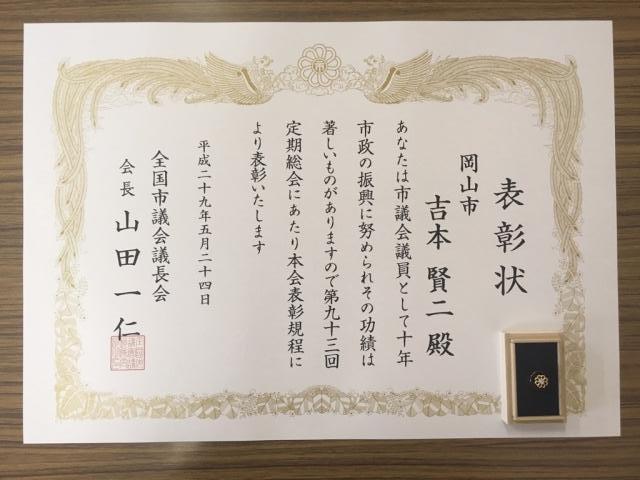 表彰状
岡山市
吉本賢二殿
あなたは市議会議員として十年
市政の振興に努められその功績は
著しいものがありますので第九十三回
定期総会にあたり本会表彰規程に
より表彰いたします
平成二十九年五月二十四日
全国市議会議長会
会長 山田一仁